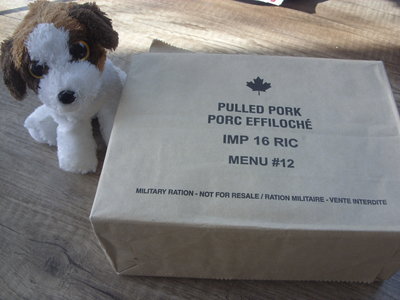 PULLED PORK
PORC EFFILOCHÉ
IMP 16 RIC
MENU #12
MILITARY RATION - NOT FOR RESALE / RATION MILITAIRE - VENTE INTERDITE